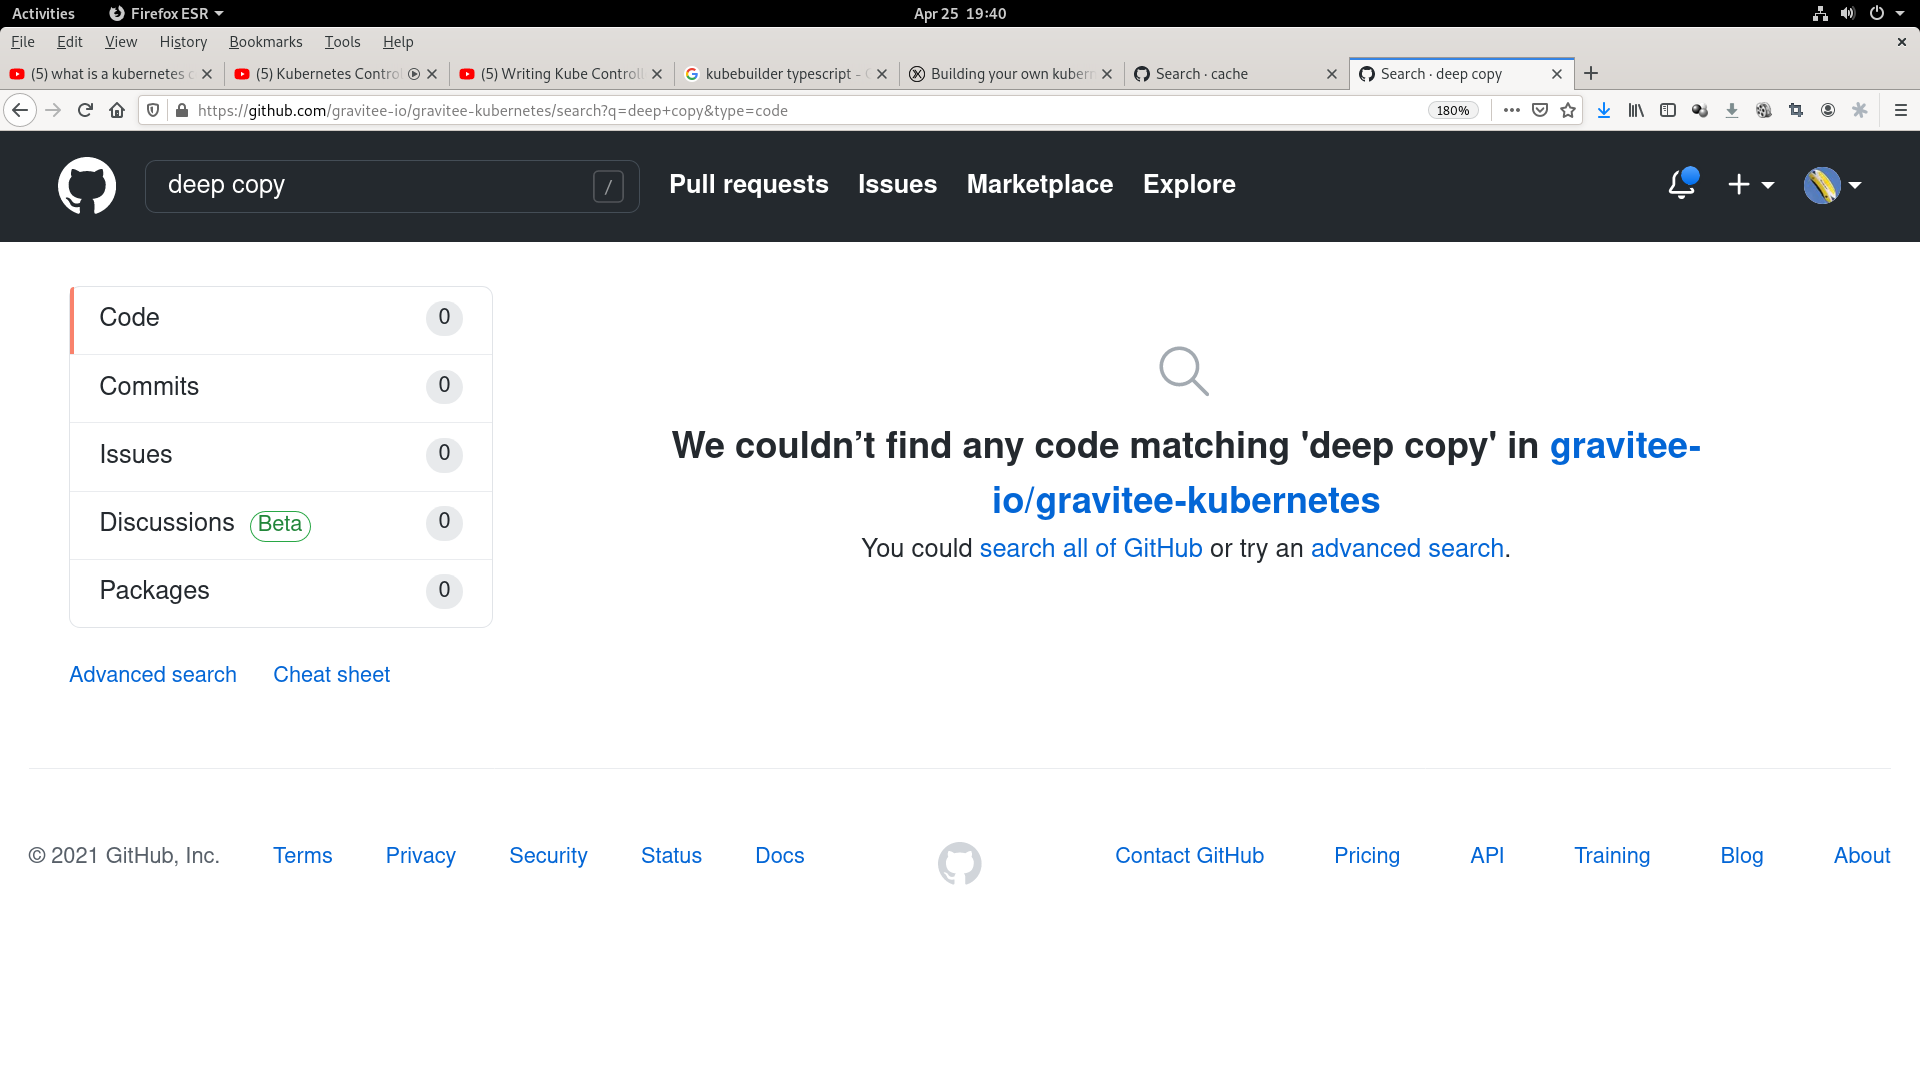 Activities Firefox ESR Apr 25 19:40
File Edit View History Bookmarks Tools Help
(5) what is a kubernetes c (5) Kubernetes Control (5) Writing Kube Controll kubebuilder typescript - G Building your own kubern Search · cache Search · deep copy
https://github.com/gravitee-io/gravitee-kubernetes/search?q=deep+copy&type=code 180%
deep copy / Pull requests Issues Marketplace Explore
Code 0
Commits 0
Issues 0
Discussions Beta 0
Packages 0
Advanced search Cheat sheet
We couldn’t find any code matching 'deep copy' in gravitee-
io/gravitee-kubernetes
You could search all of GitHub or try an advanced search.
© 2021 GitHub, Inc. Terms Privacy Security Status Docs Contact GitHub Pricing API Training Blog About